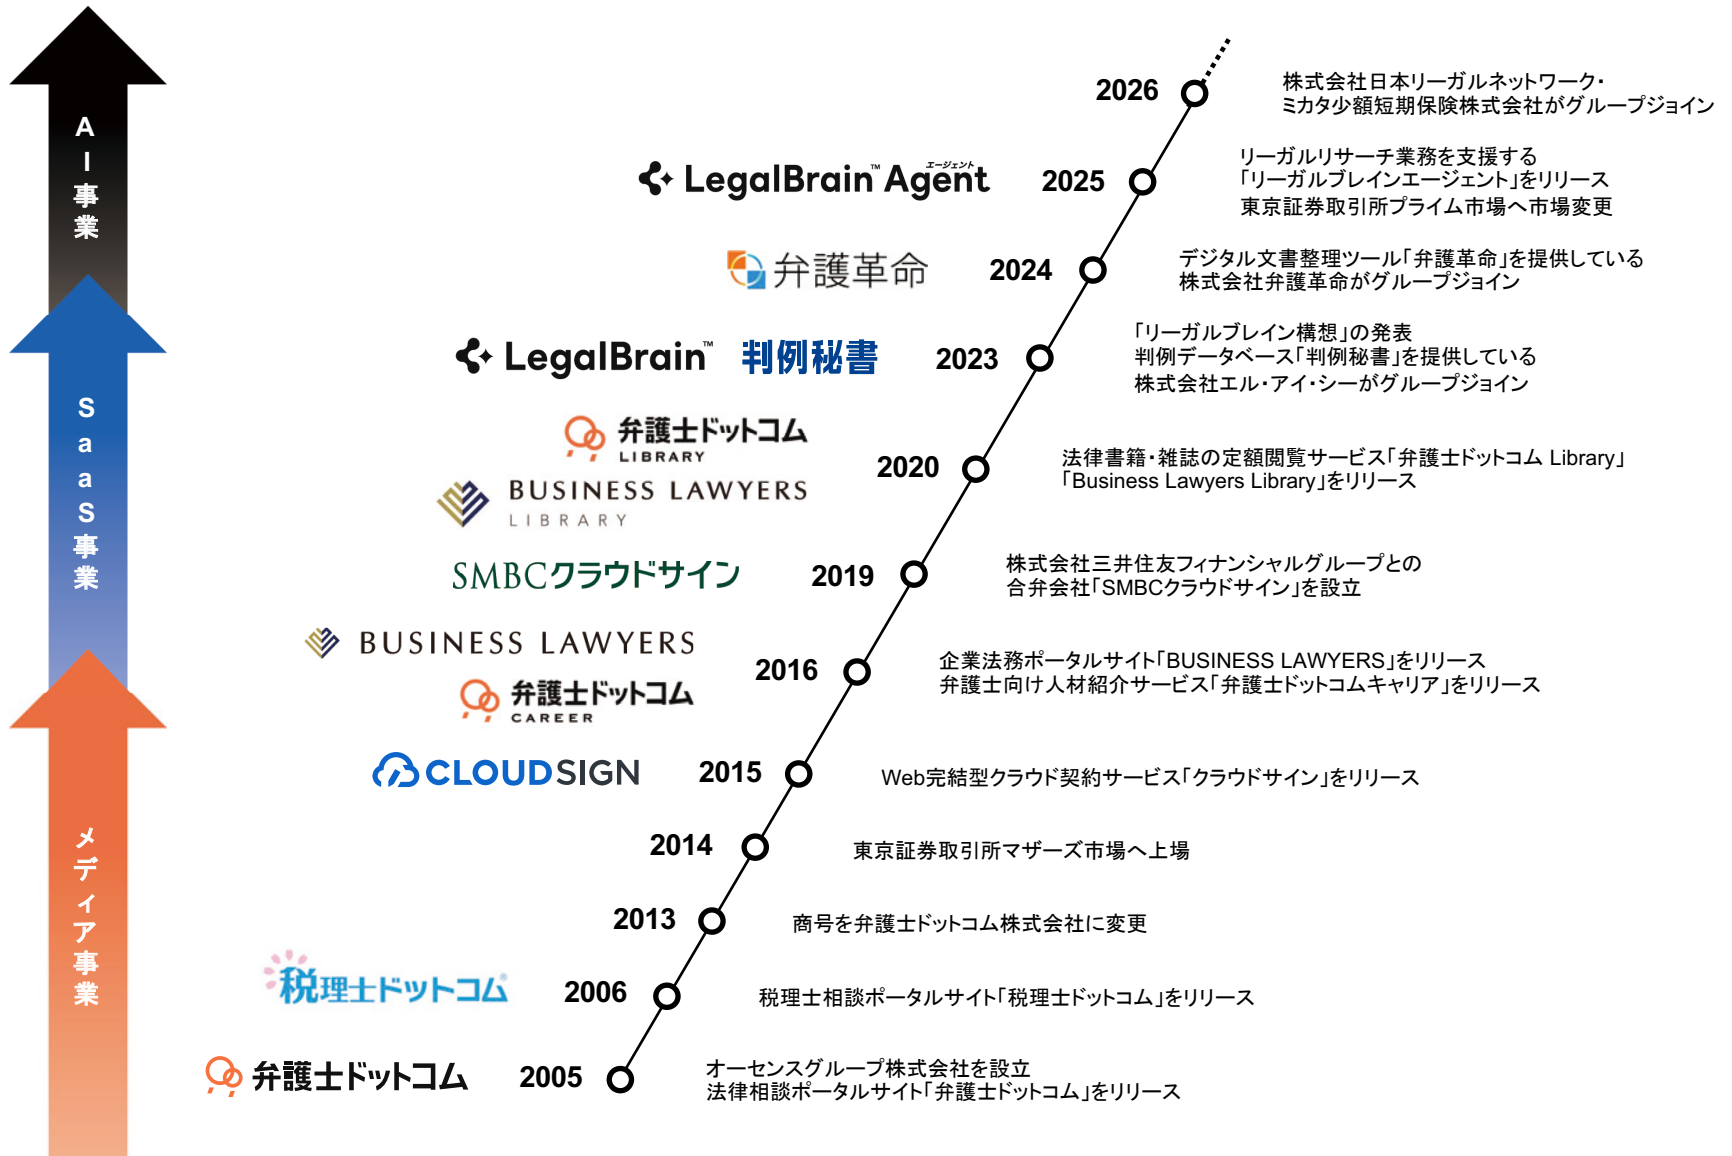 AI事業
SaaS事業
メディア事業
2026
株式会社日本リーガルネットワーク・
ミカタ少額短期保険株式会社がグループジョイン
エージェント
LegalBrain™ Agent
2025
リーガルリサーチ業務を支援する
「リーガルブレインエージェント」をリリース
東京証券取引所プライム市場へ市場変更
弁護革命
2024
デジタル文書整理ツール「弁護革命」を提供している
株式会社弁護革命がグループジョイン
LegalBrain™
判例秘書
2023
「リーガルブレイン構想」の発表
判例データベース「判例秘書」を提供している
株式会社エル・アイ・シーがグループジョイン
弁護士ドットコム
LIBRARY
BUSINESS LAWYERS
LIBRARY
2020
法律書籍・雑誌の定額閲覧サービス「弁護士ドットコム Library」
「Business Lawyers Library」をリリース
SMBCクラウドサイン
2019
株式会社三井住友フィナンシャルグループとの
合弁会社「SMBCクラウドサイン」を設立
BUSINESS LAWYERS
弁護士ドットコム
CAREER
2016
企業法務ポータルサイト「BUSINESS LAWYERS」をリリース
弁護士向け人材紹介サービス「弁護士ドットコムキャリア」をリリース
CLOUDSIGN
2015
Web完結型クラウド契約サービス「クラウドサイン」をリリース
2014
東京証券取引所マザーズ市場へ上場
2013
商号を弁護士ドットコム株式会社に変更
税理士ドットコム®
2006
税理士相談ポータルサイト「税理士ドットコム」をリリース
弁護士ドットコム
2005
オーセンスグループ株式会社を設立
法律相談ポータルサイト「弁護士ドットコム」をリリース